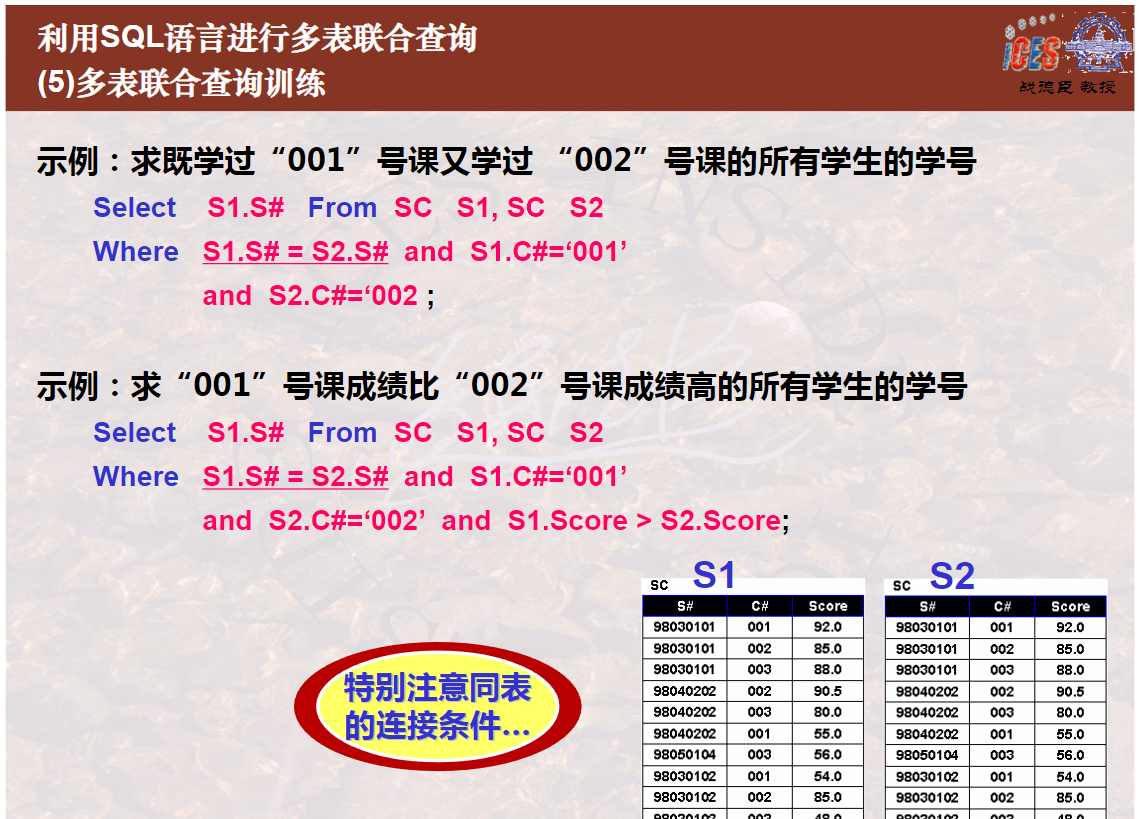 利用SQL语言进行多表联合查询
(5)多表联合查询训练
iCES
战德臣 教授
示例：求既学过“001”号课又学过 “002”号课的所有学生的学号
Select S1.S# From SC S1, SC S2
Where S1.S# = S2.S# and S1.C#=‘001’
and S2.C#=‘002 ;
示例：求“001”号课成绩比“002”号课成绩高的所有学生的学号
Select S1.S# From SC S1, SC S2
Where S1.S# = S2.S# and S1.C#=‘001’
and S2.C#=‘002’ and S1.Score > S2.Score;
特别注意同表
的连接条件...
SC S1
S# C# Score
98030101 001 92.0
98030101 002 85.0
98030101 003 88.0
98040202 002 90.5
98040202 003 80.0
98040202 001 55.0
98050104 003 56.0
98030102 001 54.0
98030102 002 85.0
98030102 003 48.0
SC S2
S# C# Score
98030101 001 92.0
98030101 002 85.0
98030101 003 88.0
98040202 002 90.5
98040202 003 80.0
98040202 001 55.0
98050104 003 56.0
98030102 001 54.0
98030102 002 85.0
98030102 003 48.0